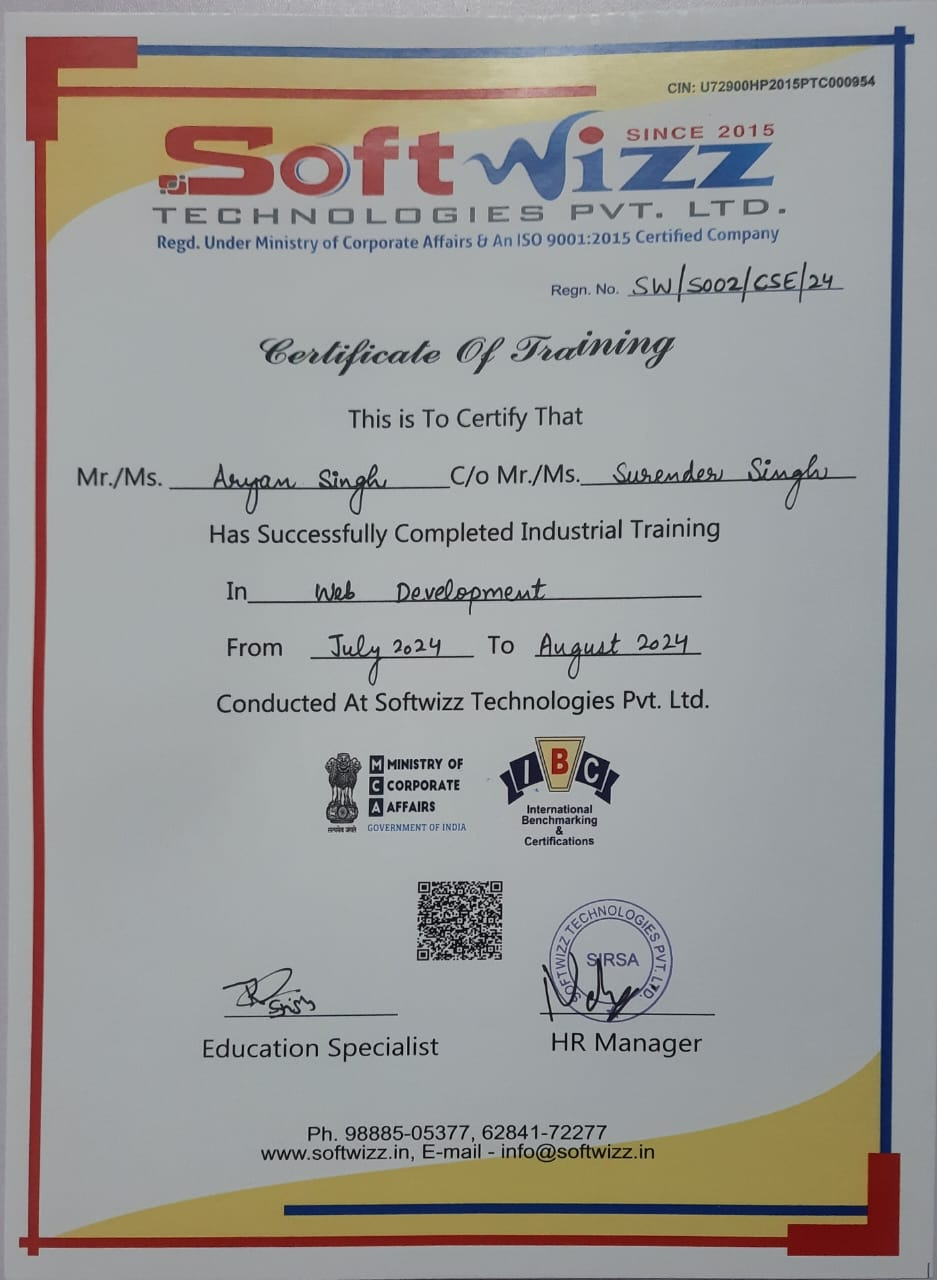 CIN: U72900HP2015PTC000954
SINCE 2015
Softwizz
TECHNOLOGIES PVT. LTD.
Regd. Under Ministry of Corporate Affairs & An ISO 9001:2015 Certified Company
Regn. No. SW/5002/CSE/24
Certificate Of Training
This is To Certify That
Mr./Ms. Aryan Singh C/o Mr./Ms. Surender Singh
Has Successfully Completed Industrial Training
In Web Development
From July 2024 To August 2024
Conducted At Softwizz Technologies Pvt. Ltd.
MINISTRY OF
CORPORATE
AFFAIRS
GOVERNMENT OF INDIA
सत्यमेव जयते
IBC
International
Benchmarking
&
Certifications
SOFTWIZZ TECHNOLOGIES PVT. LTD.
SIRSA
Education Specialist
HR Manager
Ph. 98885-05377, 62841-72277
www.softwizz.in, E-mail - info@softwizz.in